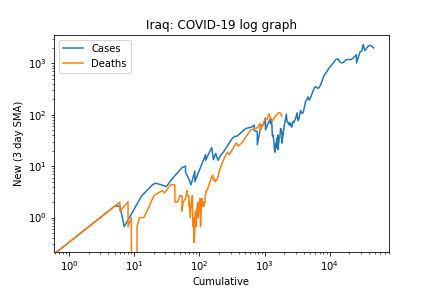 Iraq: COVID-19 log graph
Cases
Deaths
New (3 day SMA)
10³
10²
10¹
10⁰
10⁰ 10¹ 10² 10³ 10⁴
Cumulative